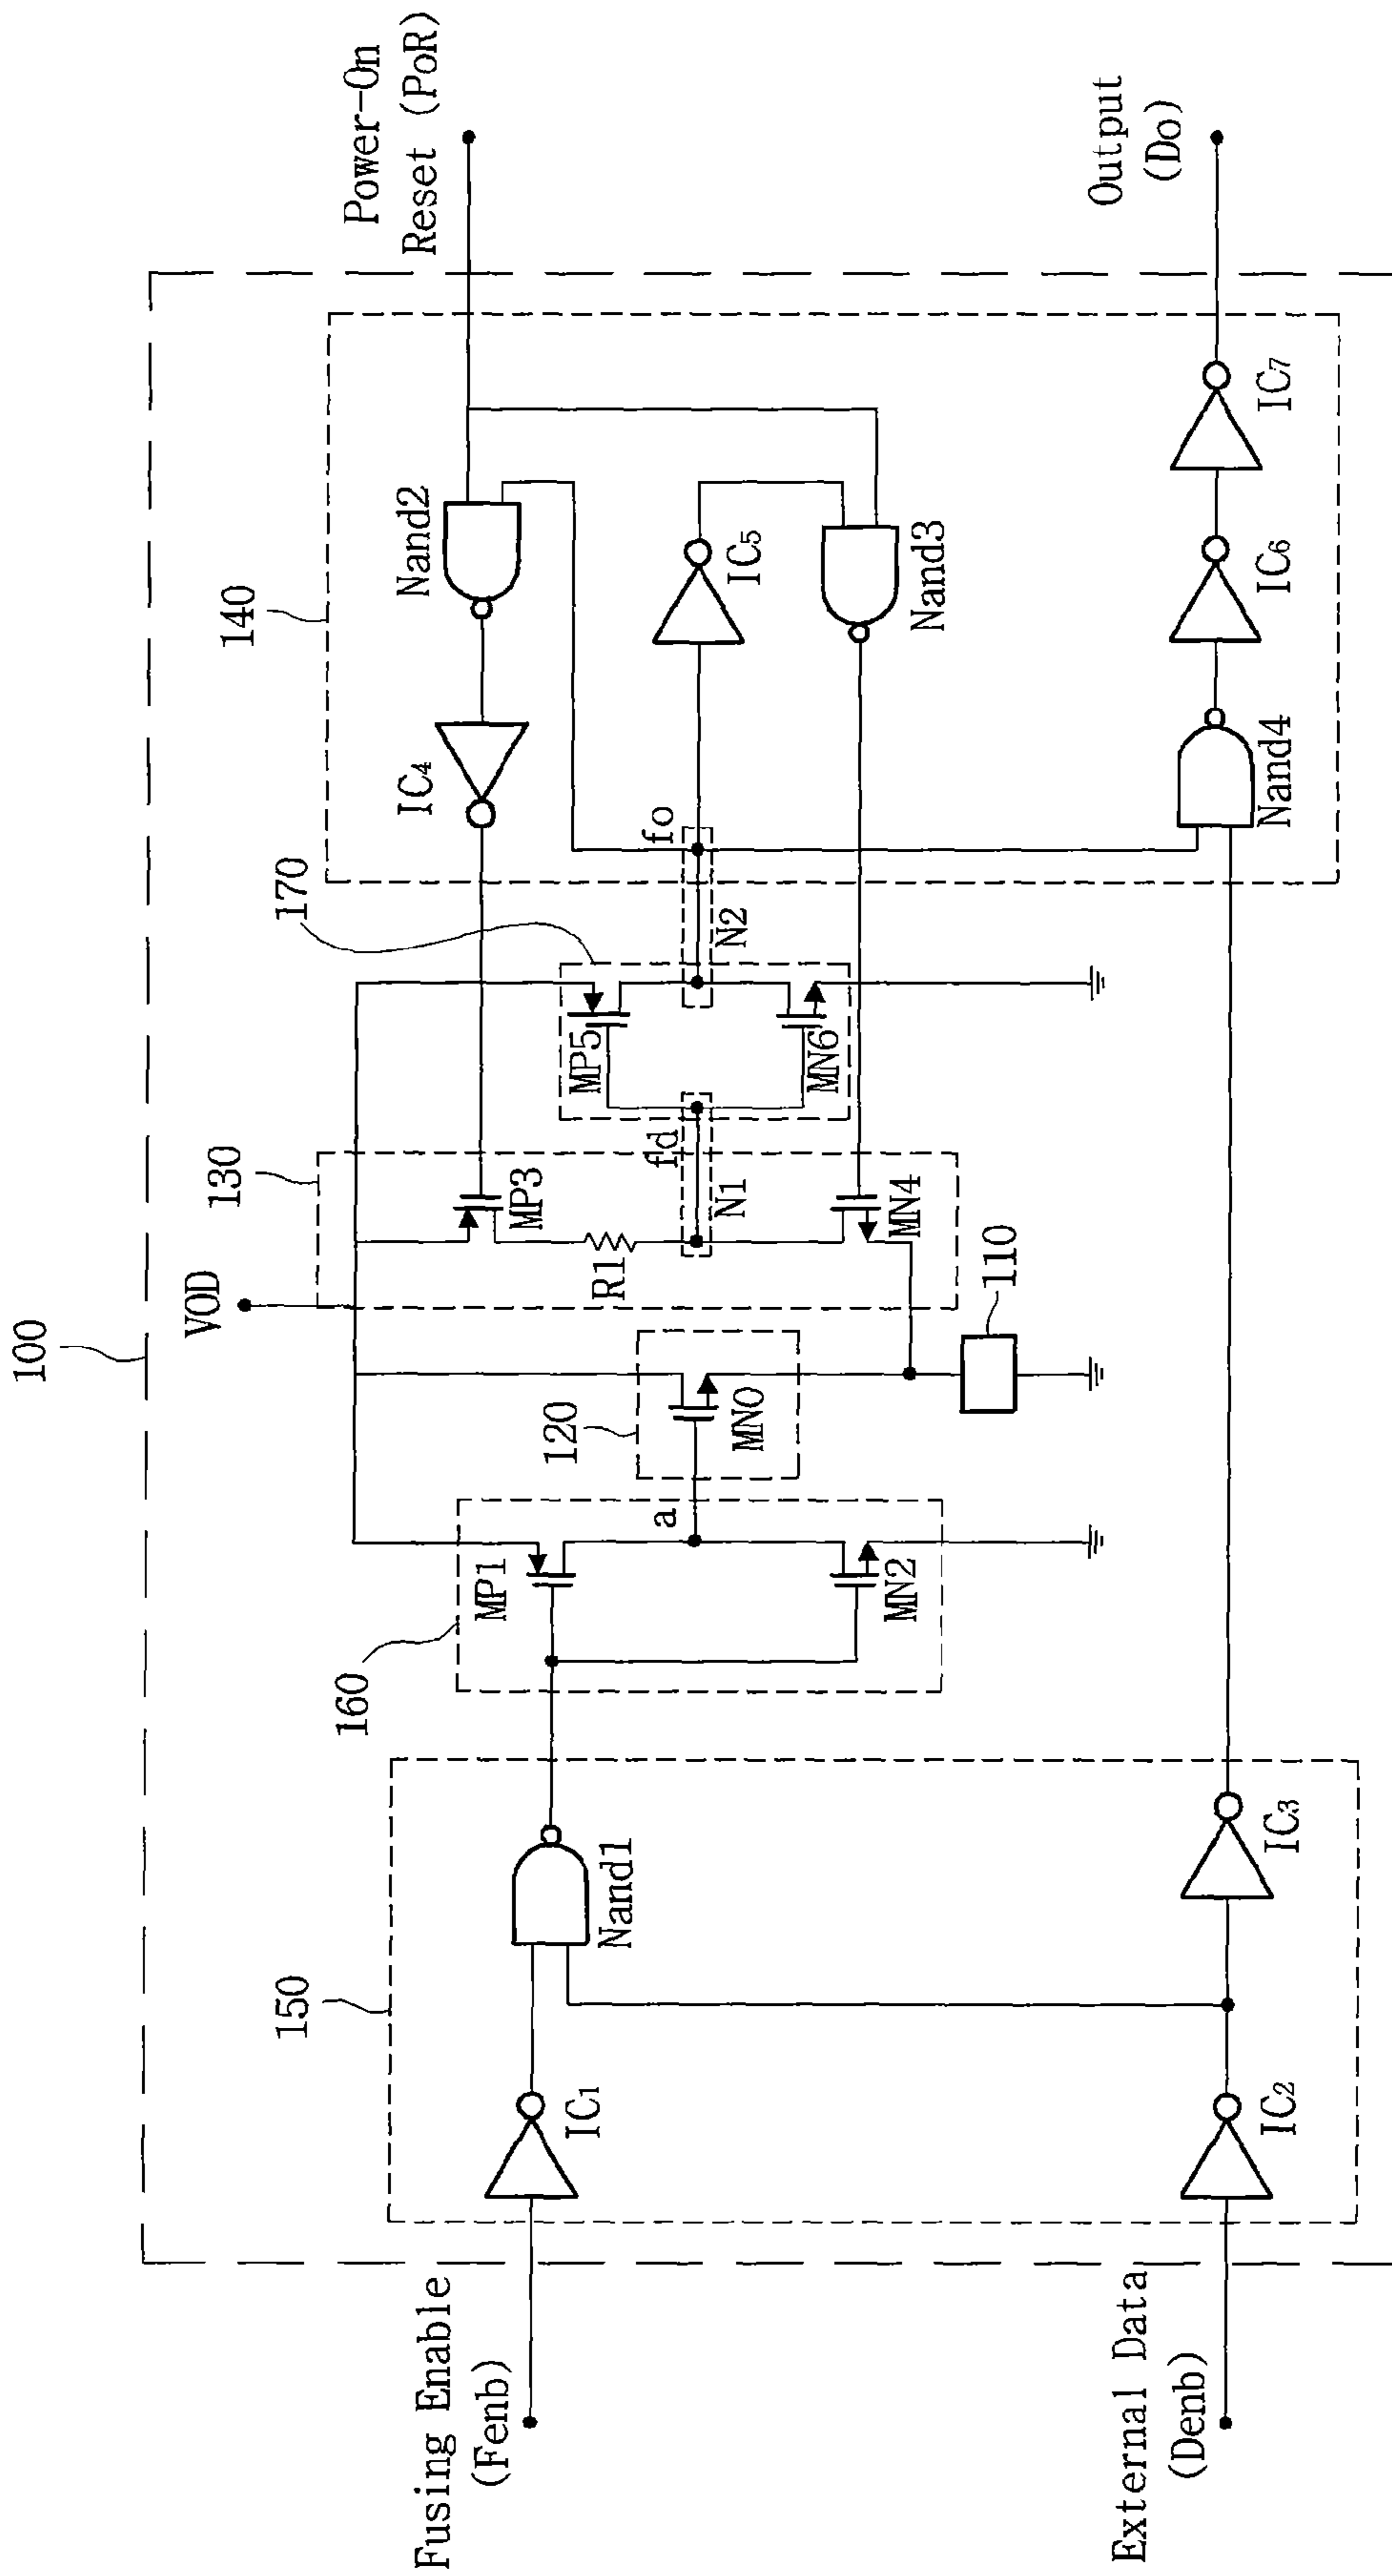 100
VOD
Power-On
Reset (PoR)
140
130
170
160
150
120
110
Nand2
IC4
MP3
R1
MP1
MP5
fd
fo
N1
N2
a
MN0
MN2
MN4
MN6
IC5
Nand3
Nand1
IC1
Fusing Enable
(Fenb)
External Data
(Denb)
IC2
IC3
Nand4
IC6
IC7
Output
(Do)